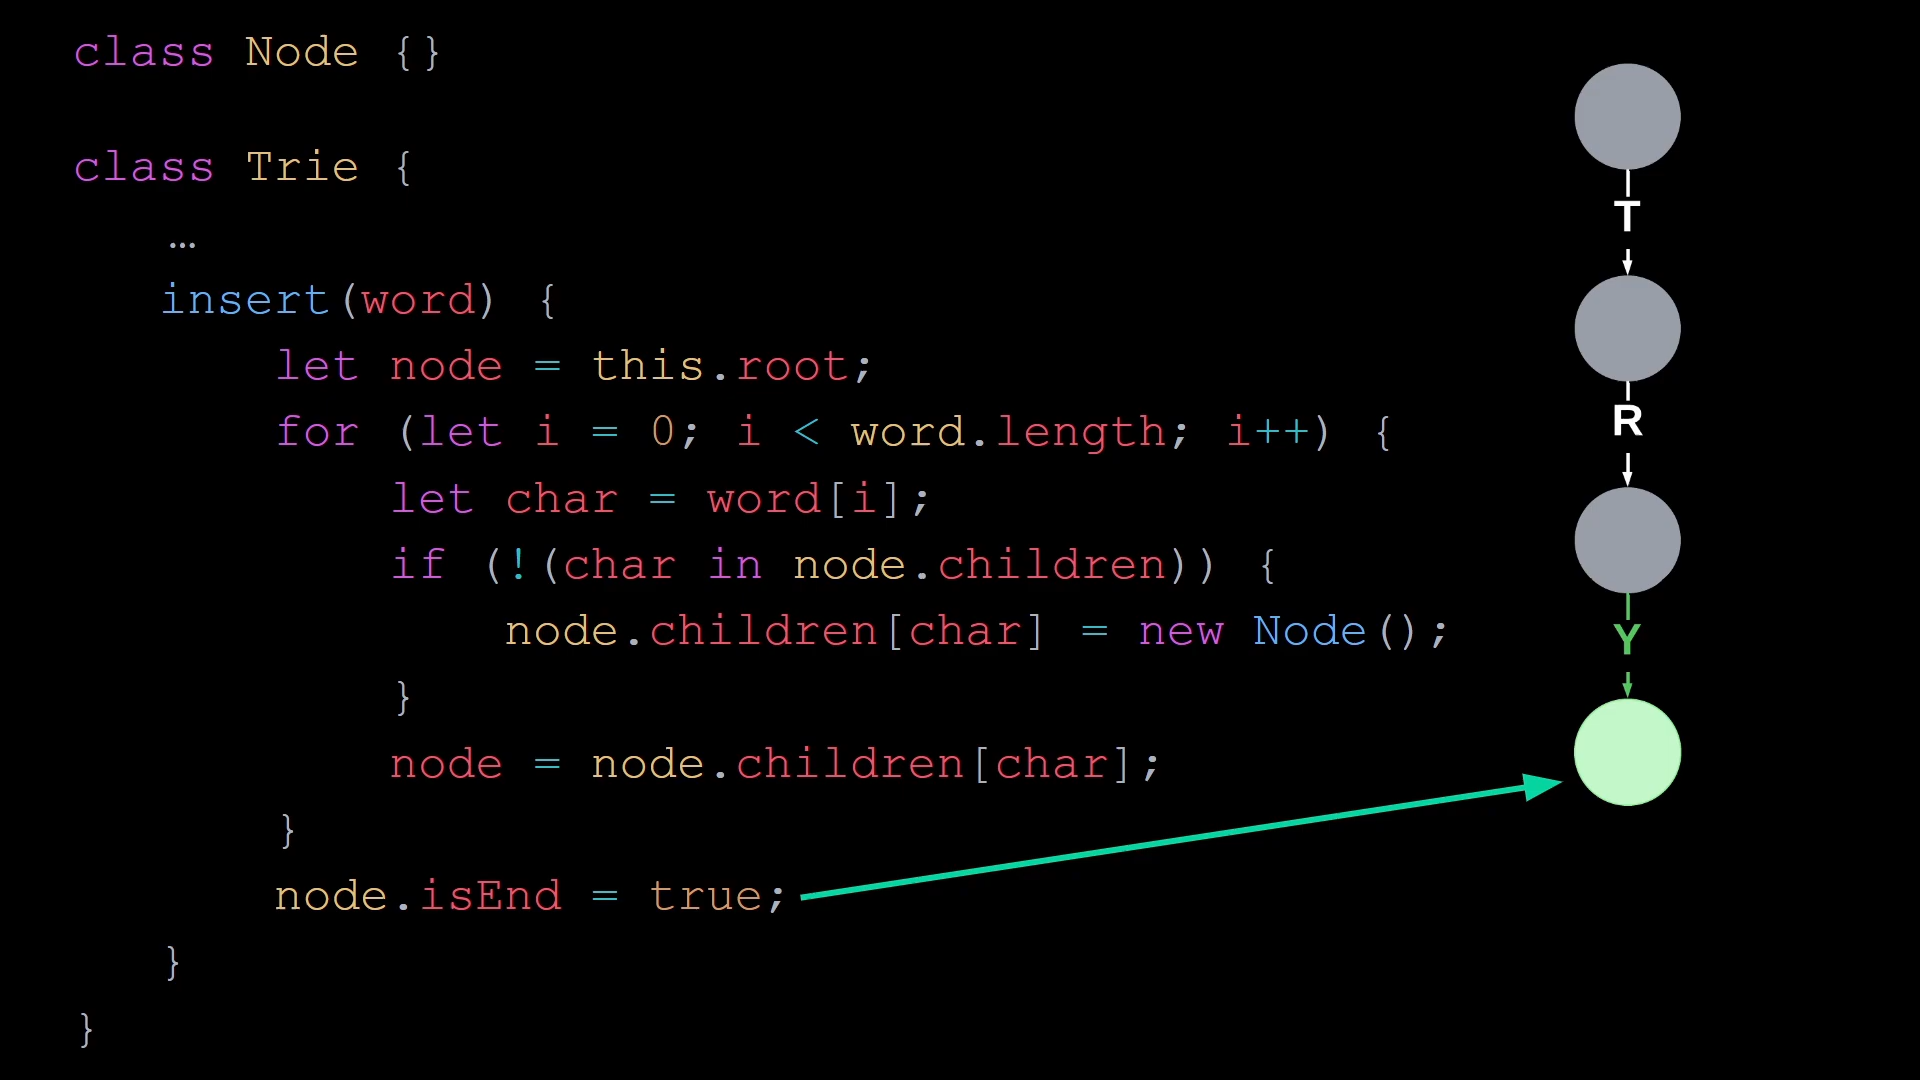 class Node {}
class Trie {
…
insert(word) {
let node = this.root;
for (let i = 0; i < word.length; i++) {
let char = word[i];
if (!(char in node.children)) {
node.children[char] = new Node();
}
node = node.children[char];
}
node.isEnd = true;
}
}
T
R
Y